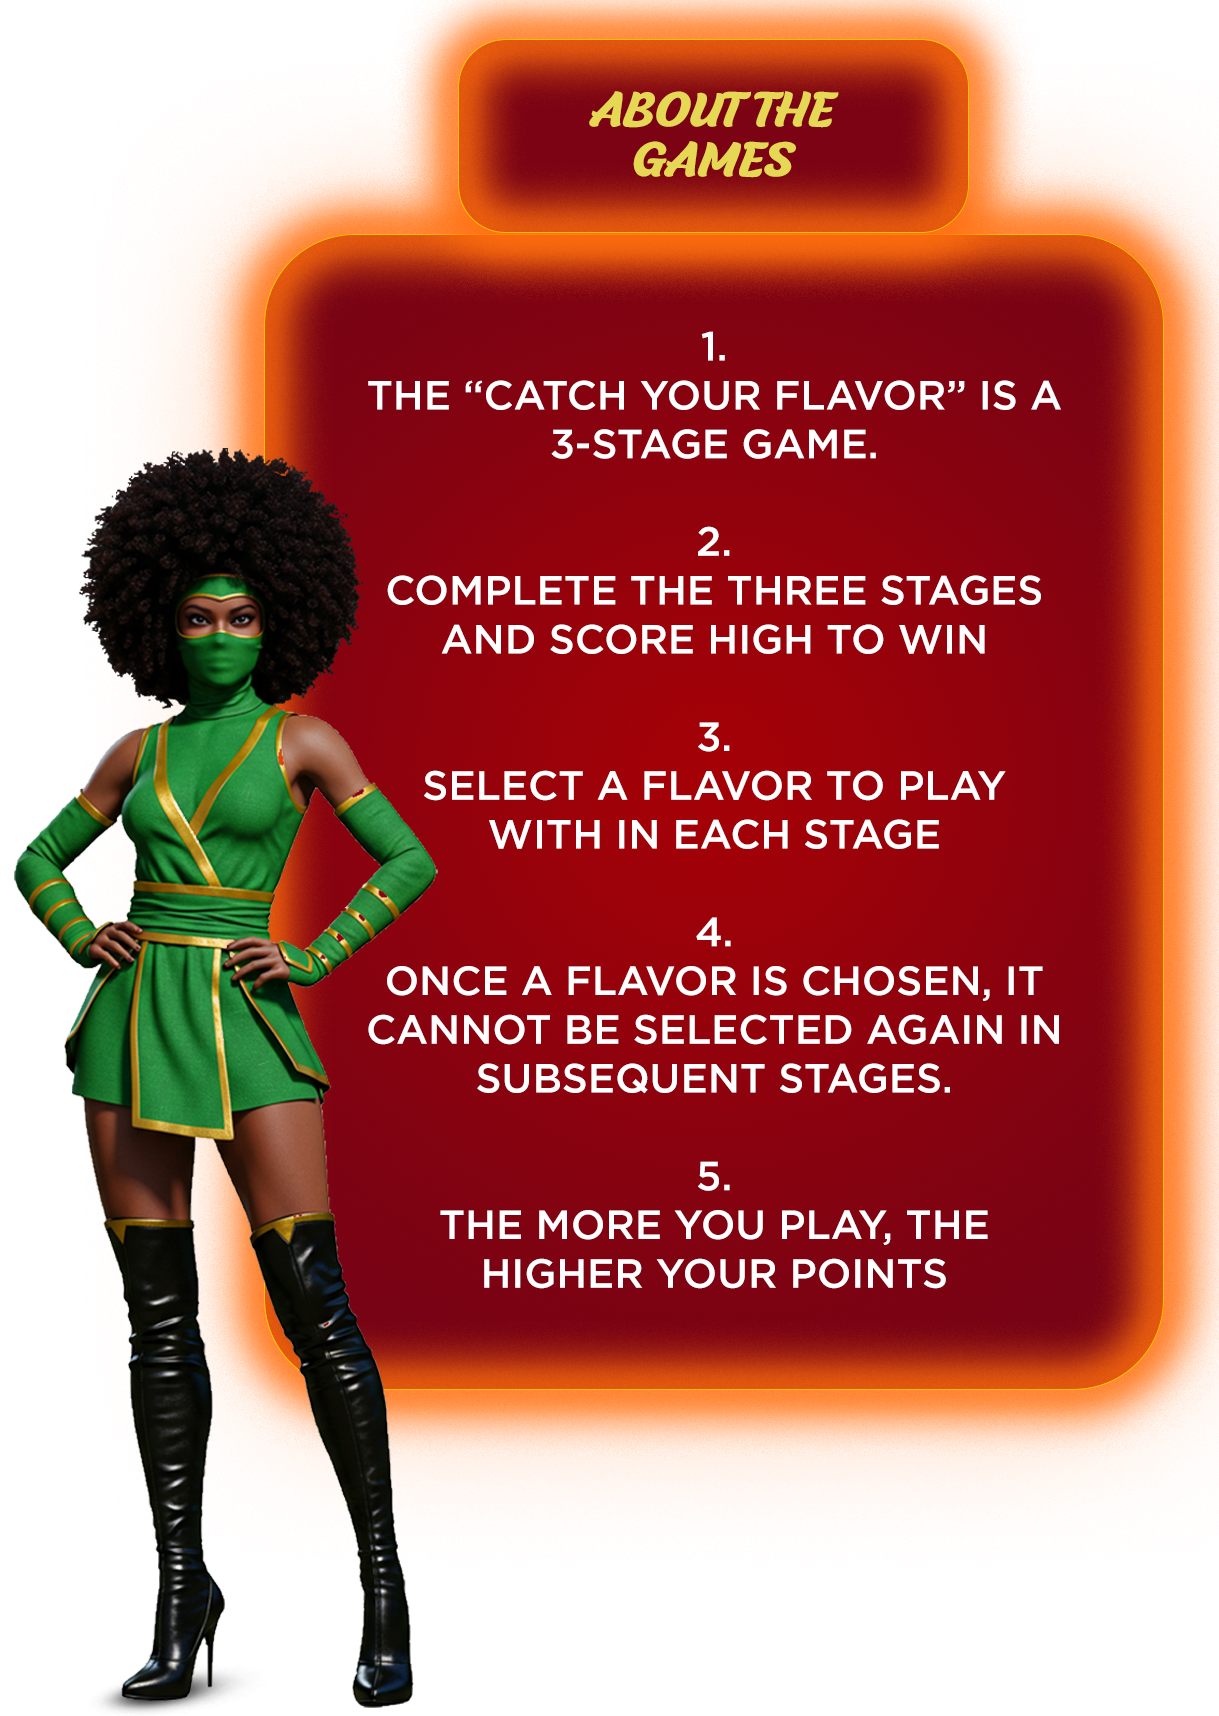 ABOUT THE
GAMES
1.
THE “CATCH YOUR FLAVOR” IS A
3-STAGE GAME.
2.
COMPLETE THE THREE STAGES
AND SCORE HIGH TO WIN
3.
SELECT A FLAVOR TO PLAY
WITH IN EACH STAGE
4.
ONCE A FLAVOR IS CHOSEN, IT
CANNOT BE SELECTED AGAIN IN
SUBSEQUENT STAGES.
5.
THE MORE YOU PLAY, THE
HIGHER YOUR POINTS